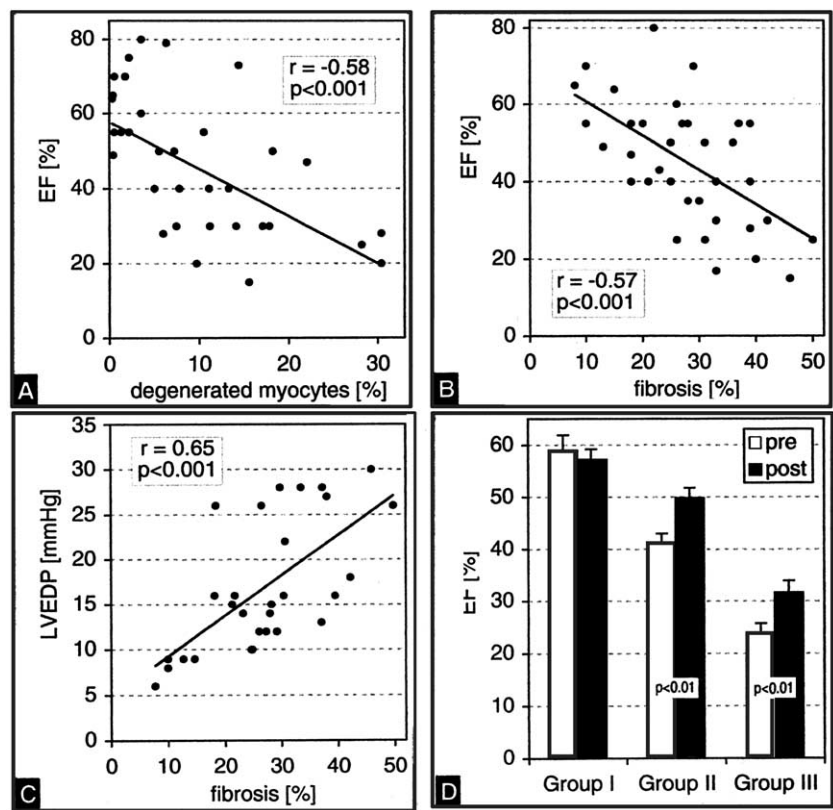 80
60
40
20
0
EF [%]
r = -0.58
p<0.001
0
10
20
30
degenerated myocytes [%]
A
80
60
40
20
0
EF [%]
r = -0.57
p<0.001
0
10
20
30
40
50
fibrosis [%]
B
35
30
25
20
15
10
5
0
LVEDP [mmHg]
r = 0.65
p<0.001
0
10
20
30
40
50
fibrosis [%]
C
60
50
40
30
20
10
0
EF [%]
pre
post
p<0.01
p<0.01
Group I
Group II
Group III
D